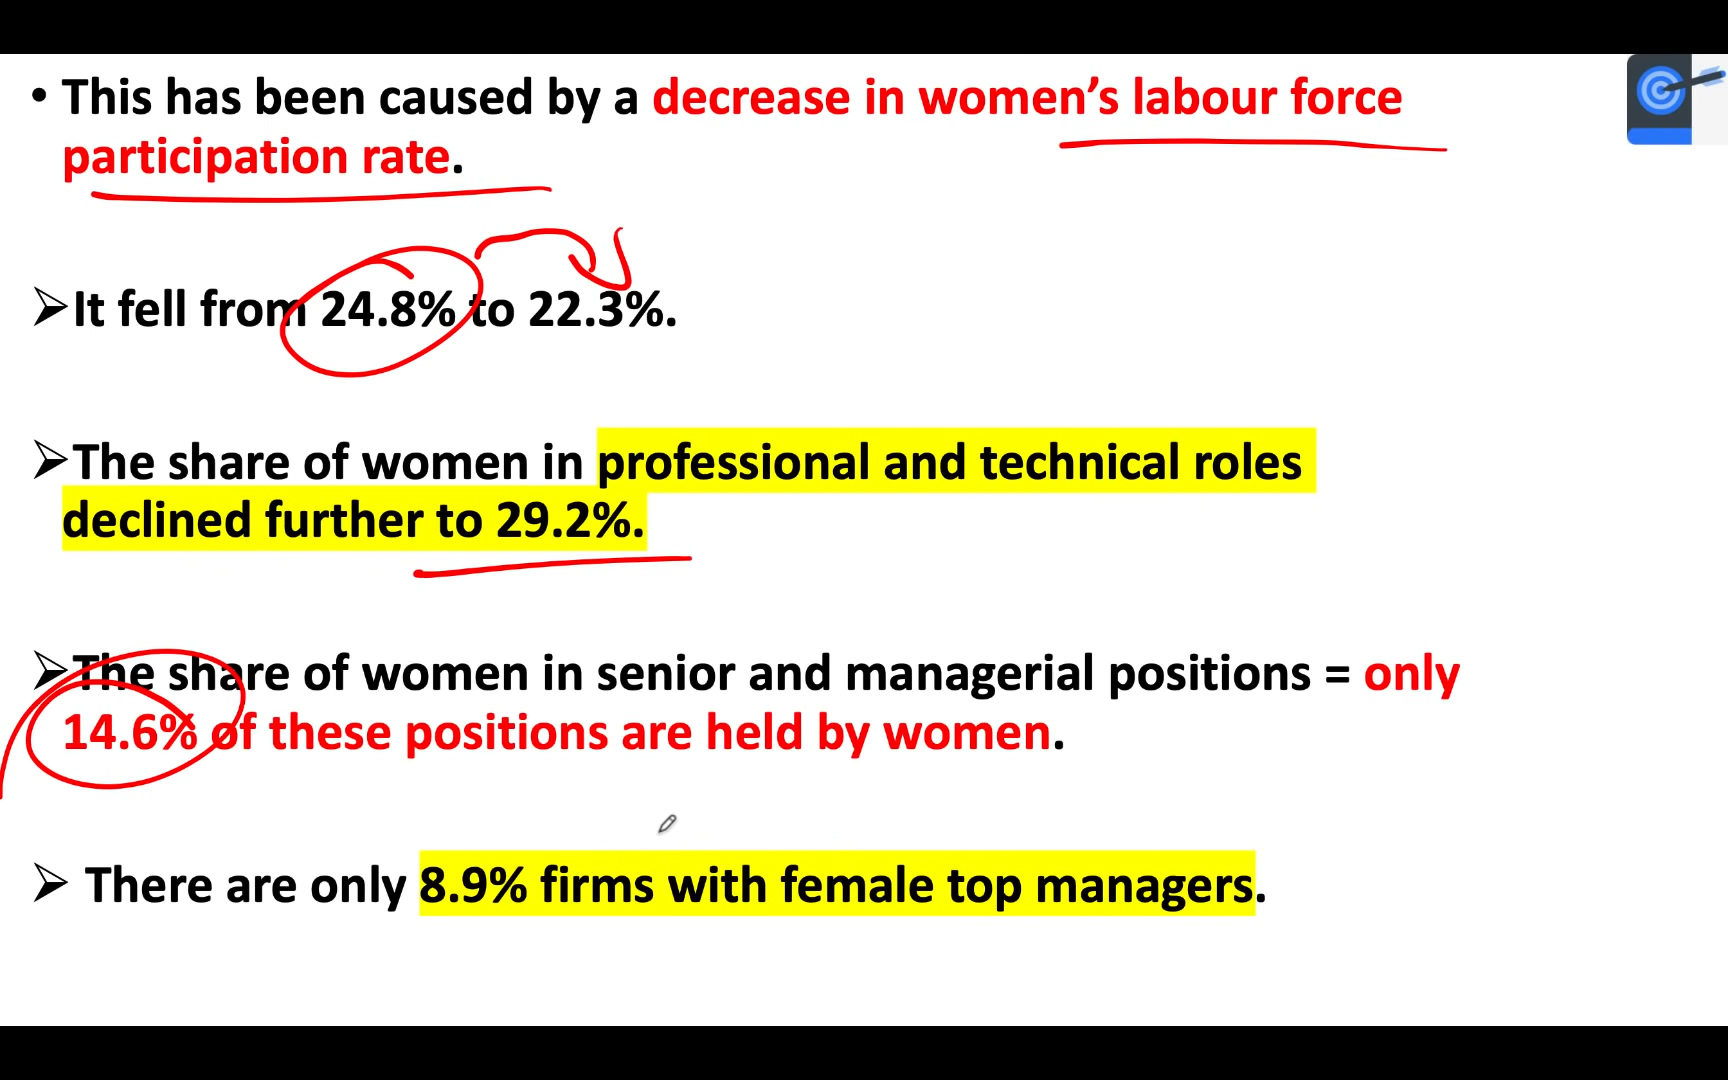 • This has been caused by a decrease in women’s labour force
participation rate.
➢It fell from 24.8% to 22.3%.
➢The share of women in professional and technical roles
declined further to 29.2%.
➢The share of women in senior and managerial positions = only
14.6% of these positions are held by women.
➢ There are only 8.9% firms with female top managers.